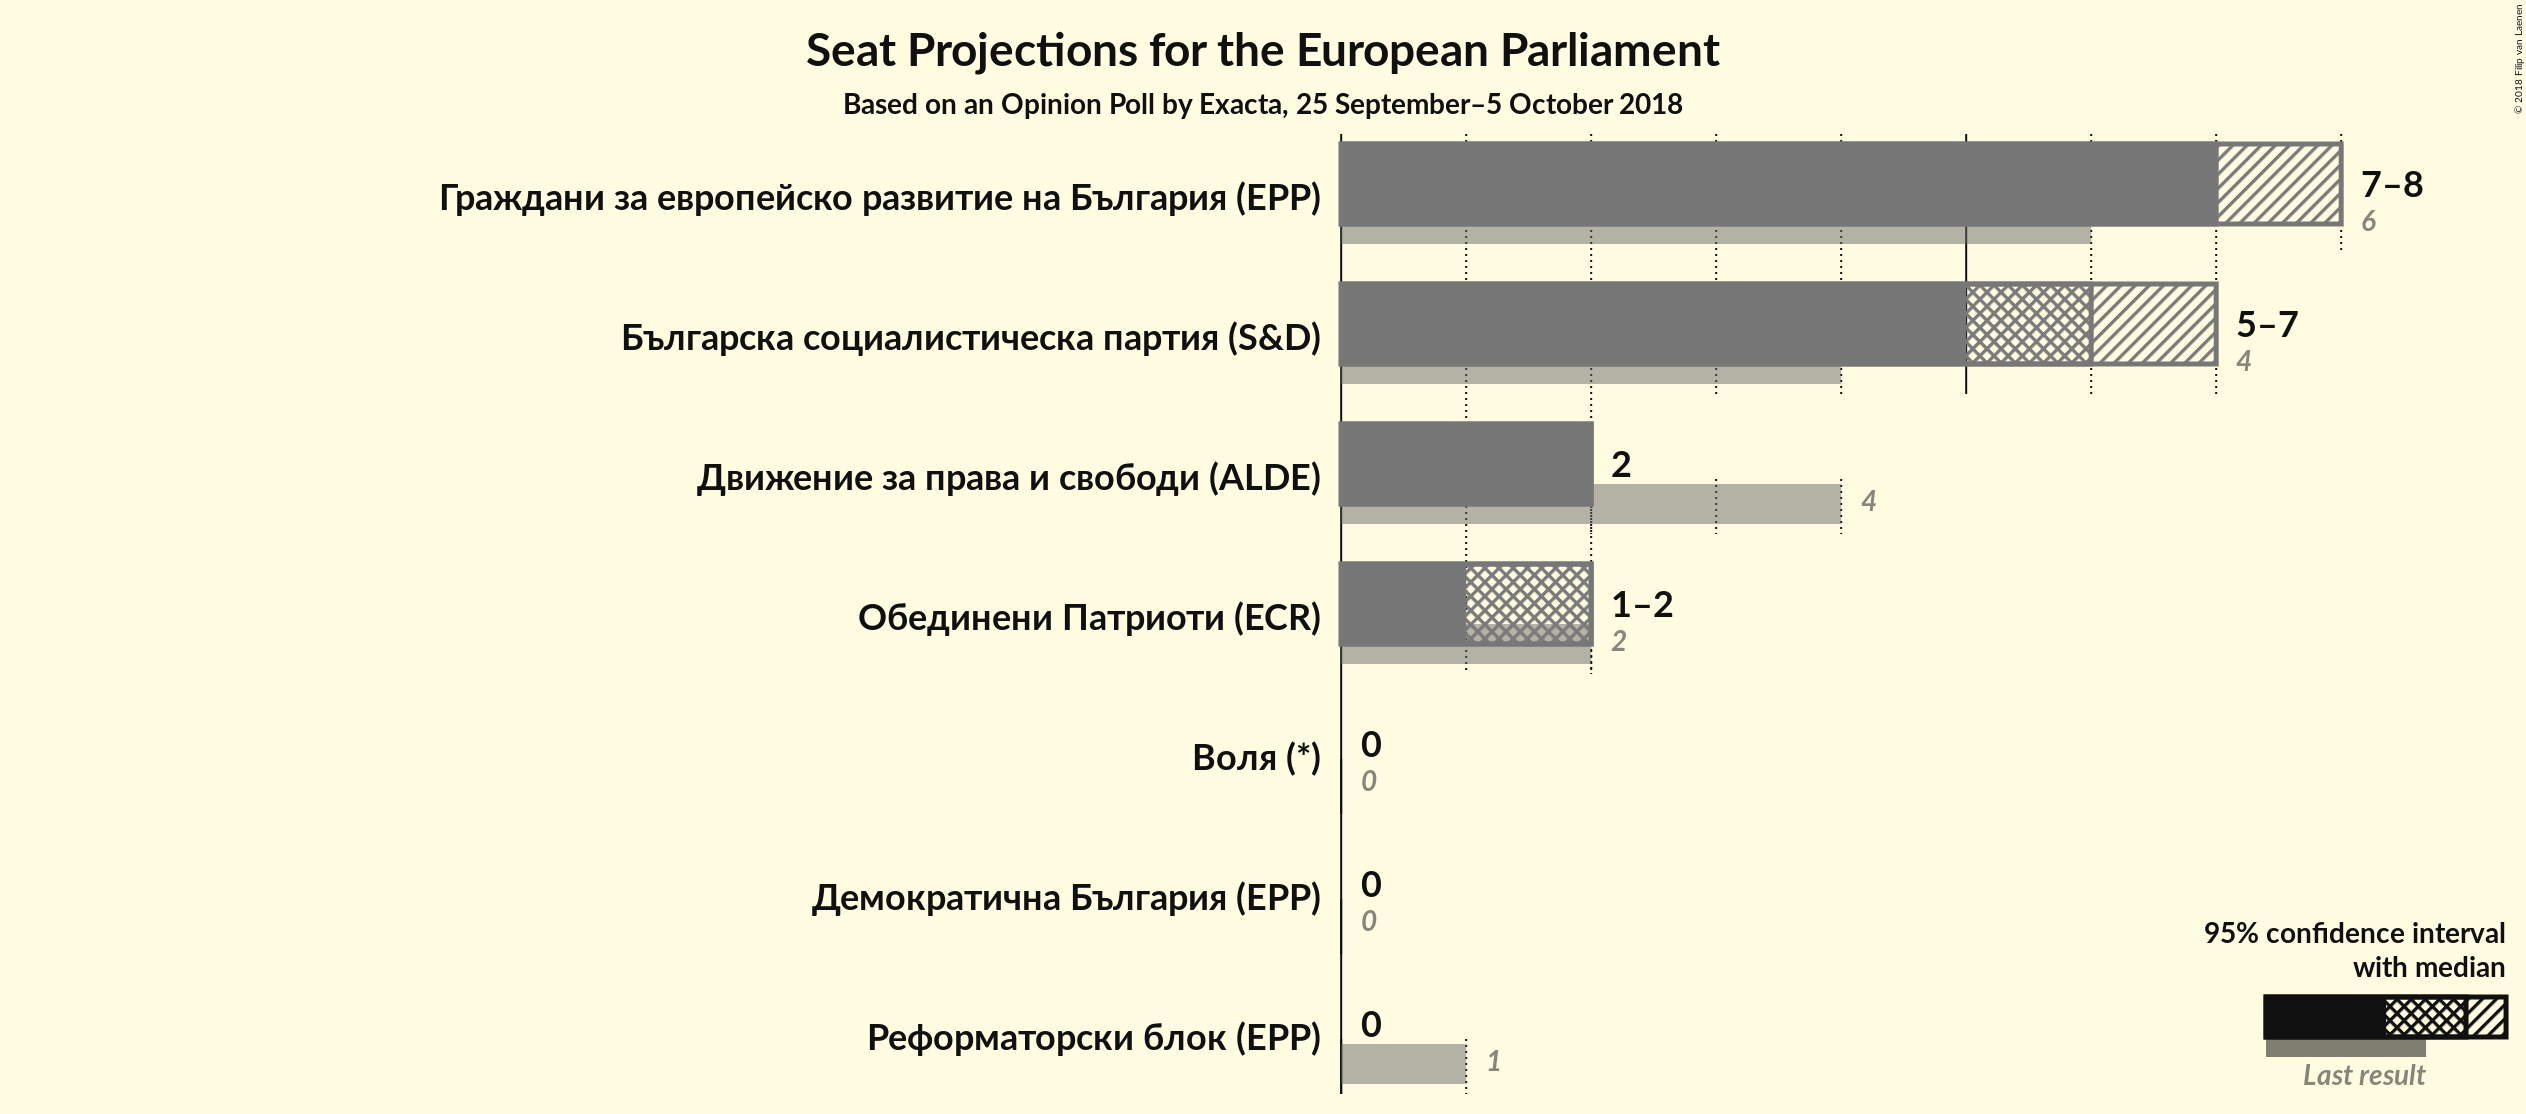 Seat Projections for the European Parliament
Based on an Opinion Poll by Exacta, 25 September–5 October 2018
© 2018 Filip van Laenen
Граждани за европейско развитие на България (EPP)
7–8
6
Българска социалистическа партия (S&D)
5–7
4
Движение за права и свободи (ALDE)
2
4
Обединени Патриоти (ECR)
1–2
2
Воля (*)
0
0
Демократична България (EPP)
0
0
Реформаторски блок (EPP)
0
1
95% confidence interval
with median
Last result